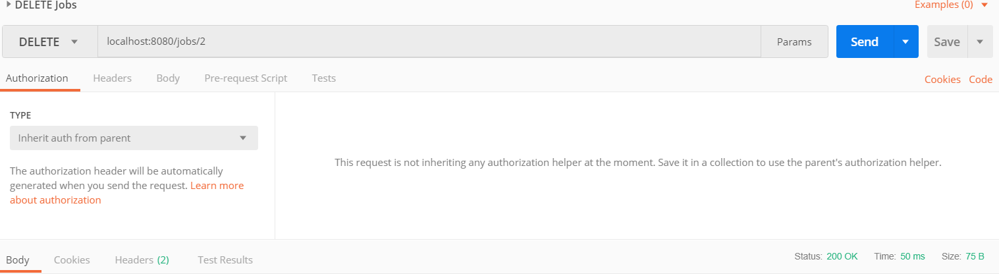 DELETE Jobs
Examples (0)
DELETE
localhost:8080/jobs/2
Params
Send
Save
Authorization
Headers
Body
Pre-request Script
Tests
Cookies
Code
TYPE
Inherit auth from parent
The authorization header will be automatically
generated when you send the request. Learn more
about authorization
This request is not inheriting any authorization helper at the moment. Save it in a collection to use the parent's authorization helper.
Body
Cookies
Headers (2)
Test Results
Status: 200 OK
Time: 50 ms
Size: 75 B